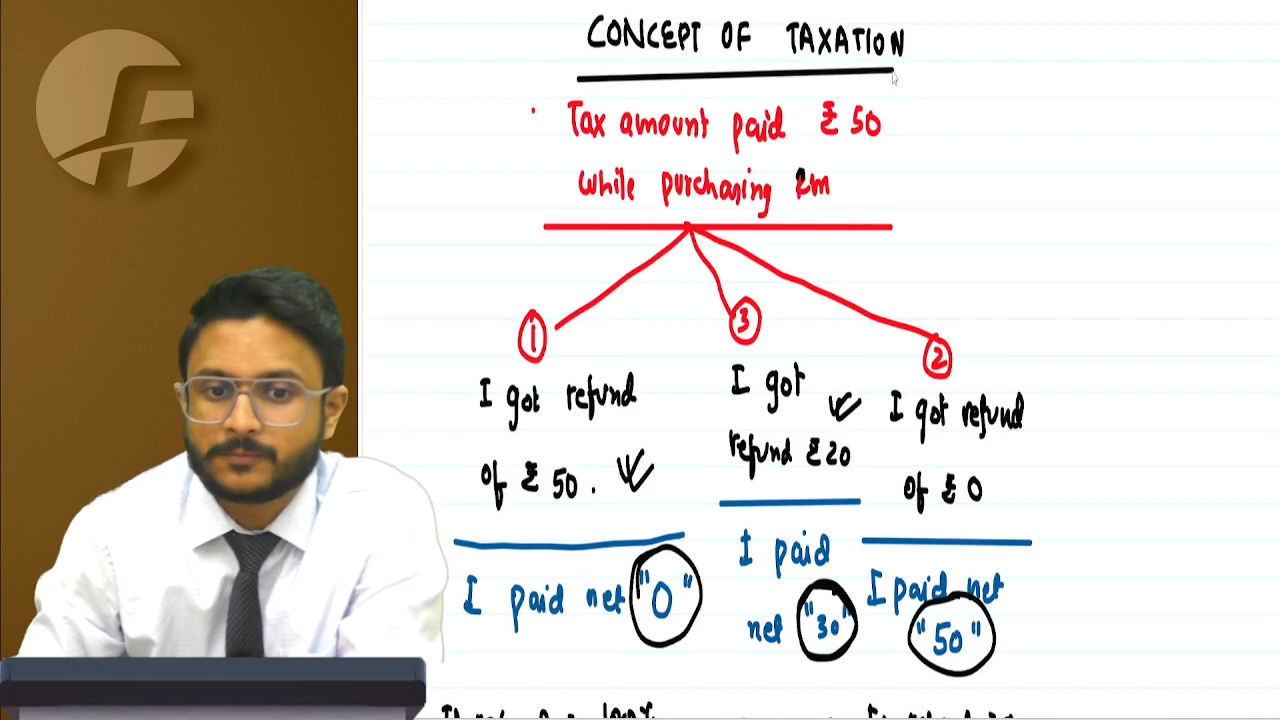 CONCEPT OF TAXATION
Tax amount paid ₹ 50
while purchasing RM
1
I got refund
of ₹ 50.
I paid net "0"
3
I got
refund ₹20
I paid
net "30"
2
I got refund
of ₹ 0
I paid net
"50"